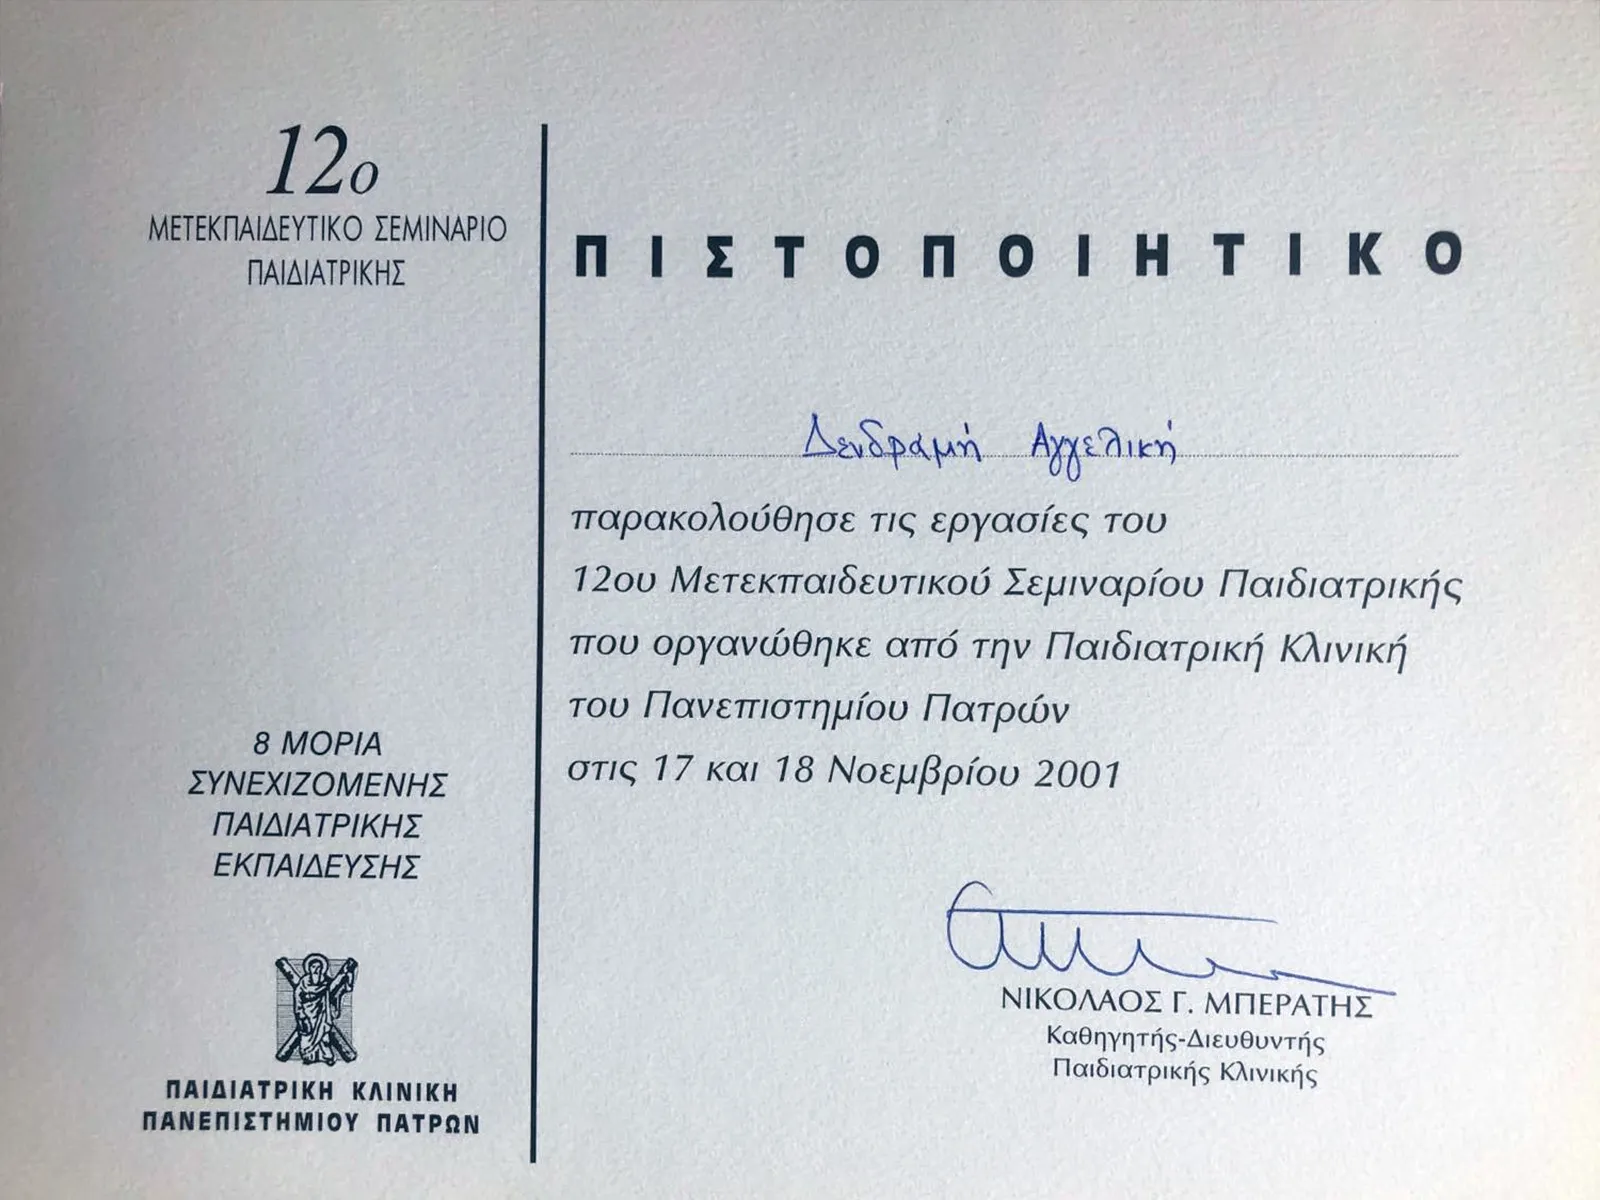 12ο
ΜΕΤΕΚΠΑΙΔΕΥΤΙΚΟ ΣΕΜΙΝΑΡΙΟ
ΠΑΙΔΙΑΤΡΙΚΗΣ
8 ΜΟΡΙΑ
ΣΥΝΕΧΙΖΟΜΕΝΗΣ
ΠΑΙΔΙΑΤΡΙΚΗΣ
ΕΚΠΑΙΔΕΥΣΗΣ
ΠΑΙΔΙΑΤΡΙΚΗ ΚΛΙΝΙΚΗ
ΠΑΝΕΠΙΣΤΗΜΙΟΥ ΠΑΤΡΩΝ
ΠΙΣΤΟΠΟΙΗΤΙΚΟ
Δενδραμή Αγγελική
παρακολούθησε τις εργασίες του
12ου Μετεκπαιδευτικού Σεμιναρίου Παιδιατρικής
που οργανώθηκε από την Παιδιατρική Κλινική
του Πανεπιστημίου Πατρών
στις 17 και 18 Νοεμβρίου 2001
ΝΙΚΟΛΑΟΣ Γ. ΜΠΕΡΑΤΗΣ
Καθηγητής-Διευθυντής
Παιδιατρικής Κλινικής